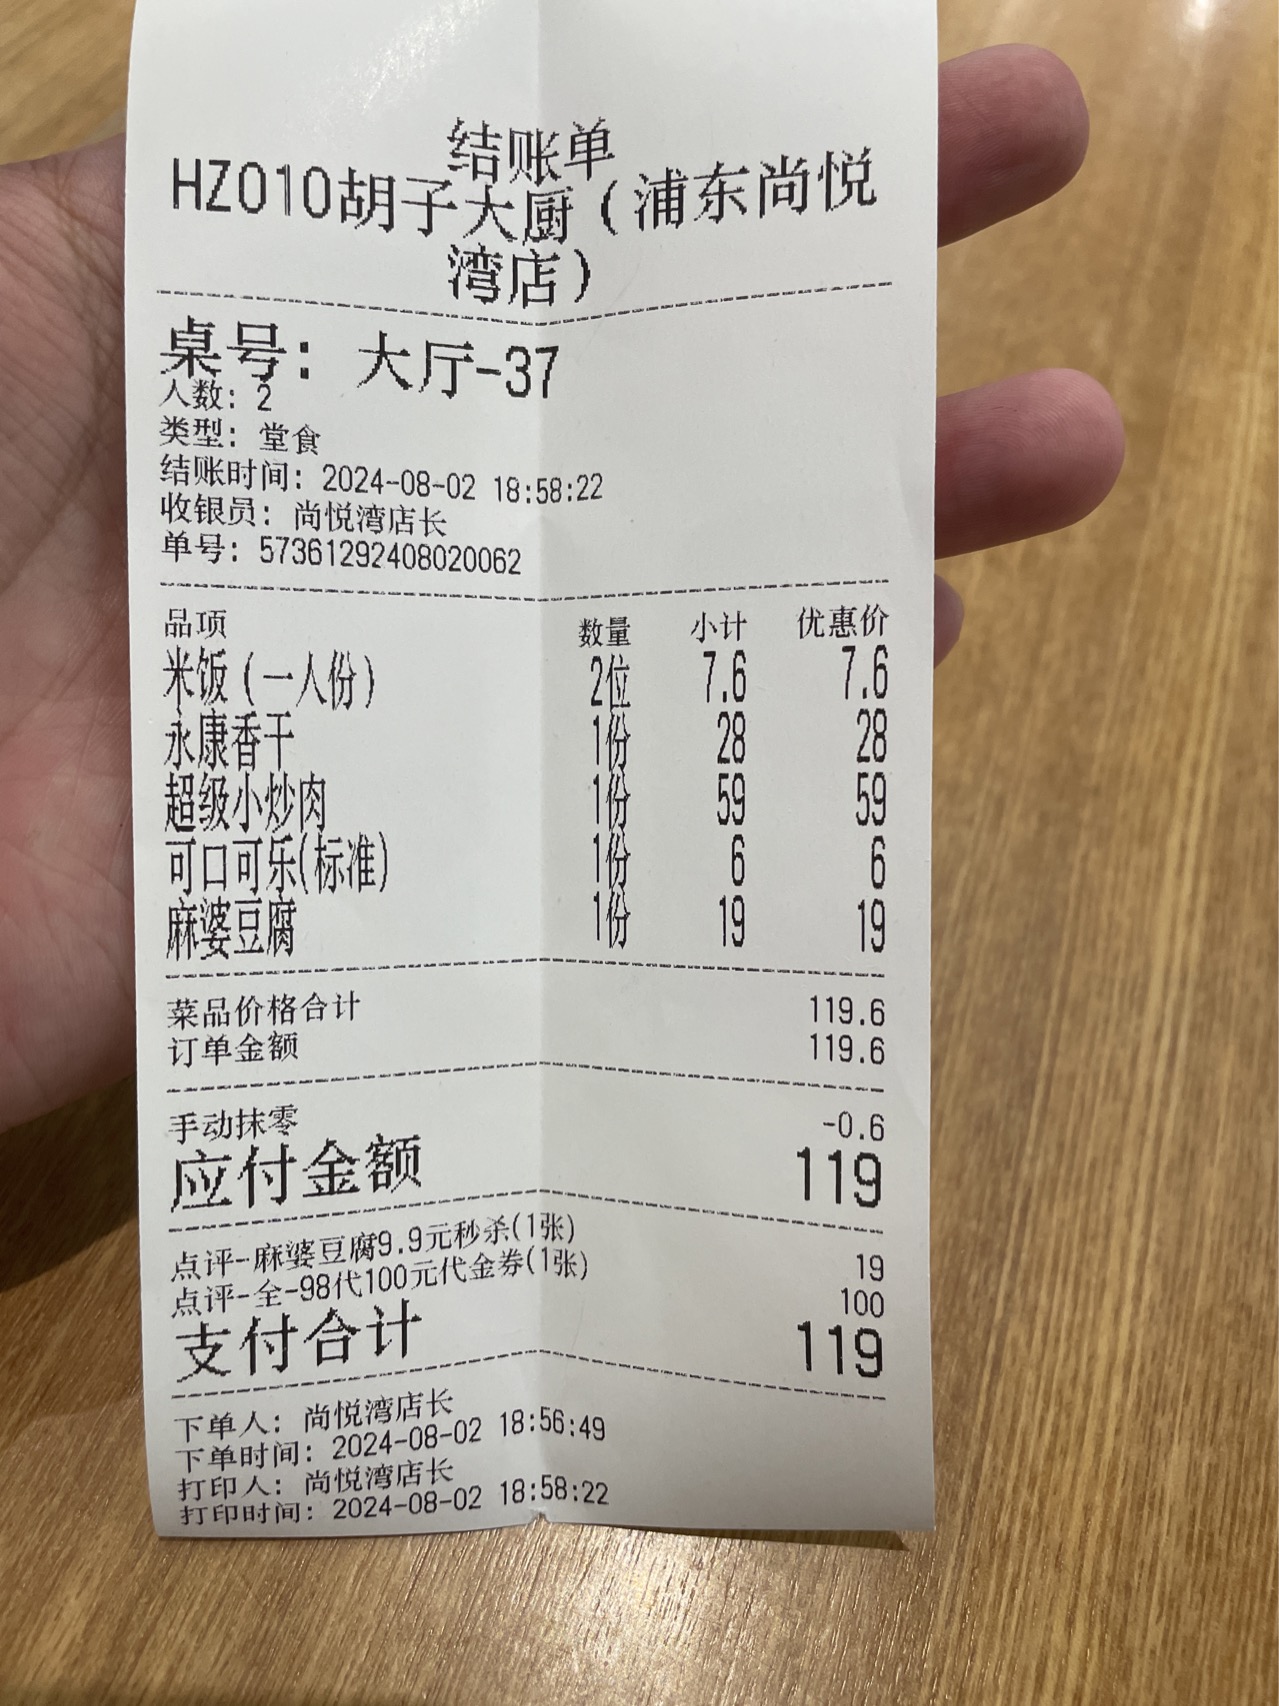 结账单
HZ010胡子大厨（浦东尚悦
湾店）
桌号：大厅-37
人数：2
类型：堂食
结账时间：2024-08-02 18:58:22
收银员：尚悦湾店长
单号：57361292408020062
品项 数量 小计 优惠价
米饭（一人份） 2位 7.6 7.6
永康香干 1份 28 28
超级小炒肉 1份 59 59
可口可乐(标准) 1份 6 6
麻婆豆腐 1份 19 19
菜品价格合计 119.6
订单金额 119.6
手动抹零 -0.6
应付金额 119
点评-麻婆豆腐9.9元秒杀(1张) 19
点评-全-98代100元代金券(1张) 100
支付合计 119
下单人：尚悦湾店长
下单时间：2024-08-02 18:56:49
打印人：尚悦湾店长
打印时间：2024-08-02 18:58:22